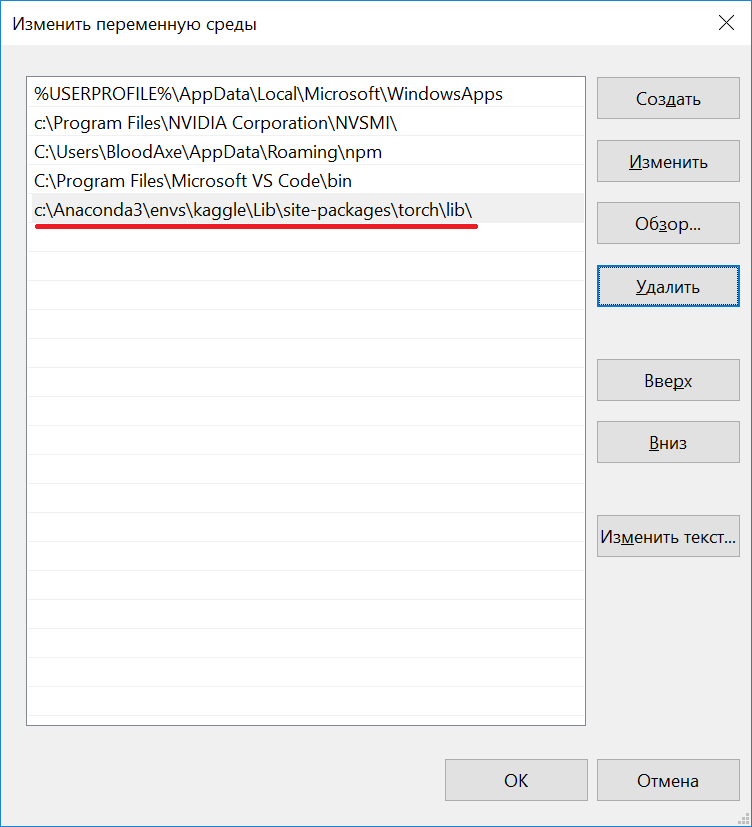 Изменить переменную среды
%USERPROFILE%\AppData\Local\Microsoft\WindowsApps
c:\Program Files\NVIDIA Corporation\NVSMI\
C:\Users\BloodAxe\AppData\Roaming\npm
C:\Program Files\Microsoft VS Code\bin
c:\Anaconda3\envs\kaggle\Lib\site-packages\torch\lib\
Создать
Изменить
Обзор...
Удалить
Вверх
Вниз
Изменить текст...
ОК
Отмена